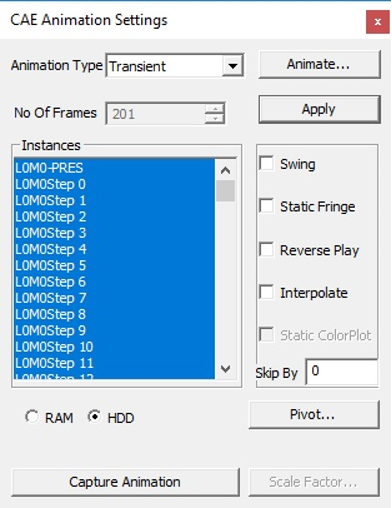 CAE Animation Settings
x
Animation Type Transient Animate...
No Of Frames 201 Apply
Instances
L0M0-PRES
L0M0Step 0
L0M0Step 1
L0M0Step 2
L0M0Step 3
L0M0Step 4
L0M0Step 5
L0M0Step 6
L0M0Step 7
L0M0Step 8
L0M0Step 9
L0M0Step 10
L0M0Step 11
L0M0Step 12
Swing
Static Fringe
Reverse Play
Interpolate
Static ColorPlot
Skip By 0
RAM HDD Pivot...
Capture Animation Scale Factor...